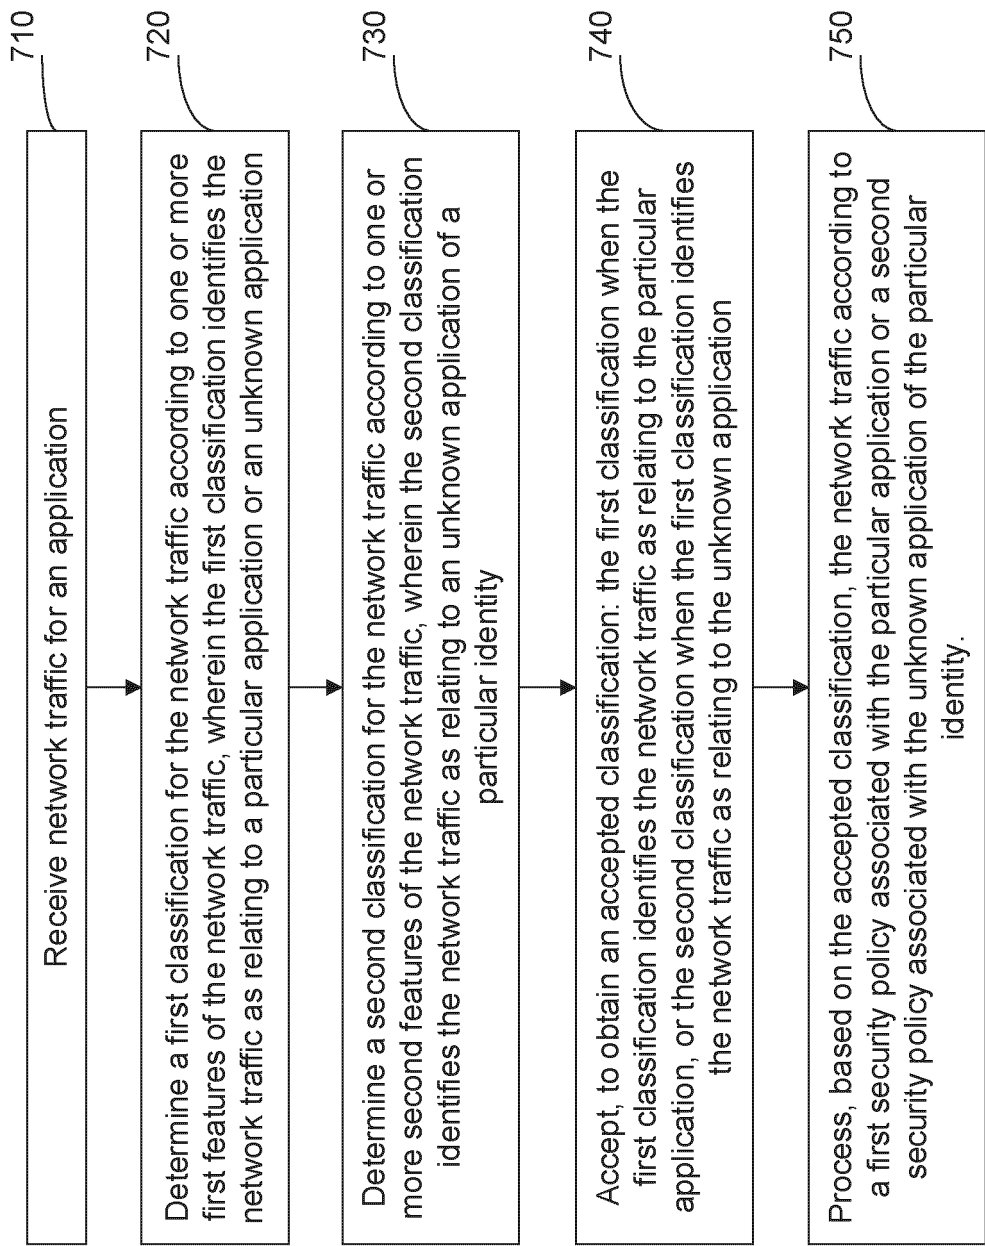 710
Receive network traffic for an application
720
Determine a first classification for the network traffic according to one or more
first features of the network traffic, wherein the first classification identifies the
network traffic as relating to a particular application or an unknown application
730
Determine a second classification for the network traffic according to one or
more second features of the network traffic, wherein the second classification
identifies the network traffic as relating to an unknown application of a
particular identity
740
Accept, to obtain an accepted classification: the first classification when the
first classification identifies the network traffic as relating to the particular
application, or the second classification when the first classification identifies
the network traffic as relating to the unknown application
750
Process, based on the accepted classification, the network traffic according to
a first security policy associated with the particular application or a second
security policy associated with the unknown application of the particular
identity.